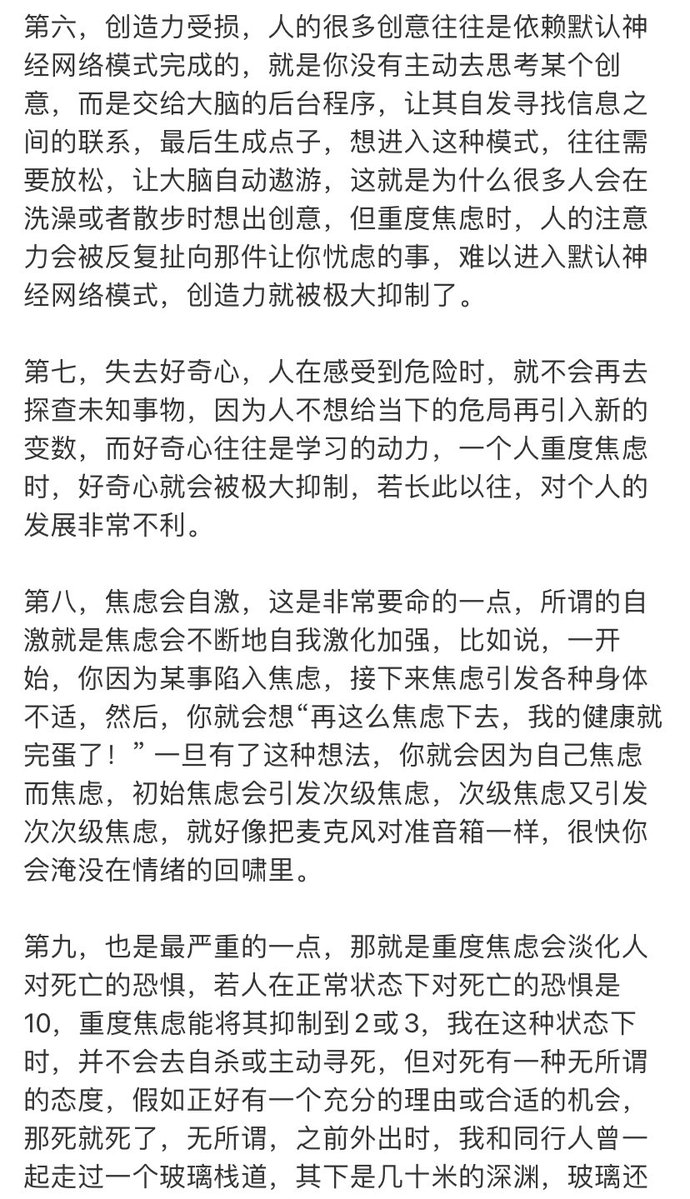 第六，创造力受损，人的很多创意往往是依赖默认神
经网络模式完成的，就是你没有主动去思考某个创
意，而是交给大脑的后台程序，让其自发寻找信息之
间的联系，最后生成点子，想进入这种模式，往往需
要放松，让大脑自动遨游，这就是为什么很多人会在
洗澡或者散步时想出创意，但重度焦虑时，人的注意
力会被反复扯向那件让你忧虑的事，难以进入默认神
经网络模式，创造力就被极大抑制了。
第七，失去好奇心，人在感受到危险时，就不会再去
探查未知事物，因为人不想给当下的危局再引入新的
变数，而好奇心往往是学习的动力，一个人重度焦虑
时，好奇心就会被极大抑制，若长此以往，对个人的
发展非常不利。
第八，焦虑会自激，这是非常要命的一点，所谓的自
激就是焦虑会不断地自我激化加强，比如说，一开
始，你因为某事陷入焦虑，接下来焦虑引发各种身体
不适，然后，你就会想“再这么焦虑下去，我的健康就
完蛋了！” 一旦有了这种想法，你就会因为自己焦虑
而焦虑，初始焦虑会引发次级焦虑，次级焦虑又引发
次次级焦虑，就好像把麦克风对准音箱一样，很快你
会淹没在情绪的回啸里。
第九，也是最严重的一点，那就是重度焦虑会淡化人
对死亡的恐惧，若人在正常状态下对死亡的恐惧是
10，重度焦虑能将其抑制到2或3，我在这种状态下
时，并不会去自杀或主动寻死，但对死有一种无所谓
的态度，假如正好有一个充分的理由或合适的机会，
那死就死了，无所谓，之前外出时，我和同行人曾一
起走过一个玻璃栈道，其下是几十米的深渊，玻璃还